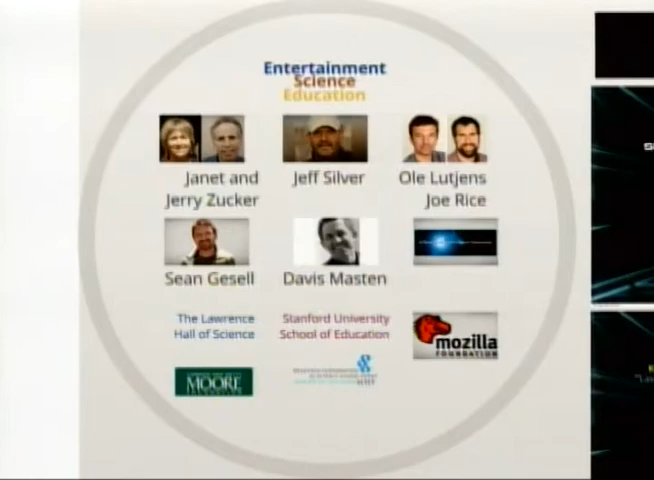 Entertainment
Science
Education
Janet and
Jerry Zucker
Jeff Silver
Ole Lutjens
Joe Rice
Sean Gesell
Davis Masten
The Lawrence
Hall of Science
Stanford University
School of Education
mozilla
FOUNDATION
MOORE